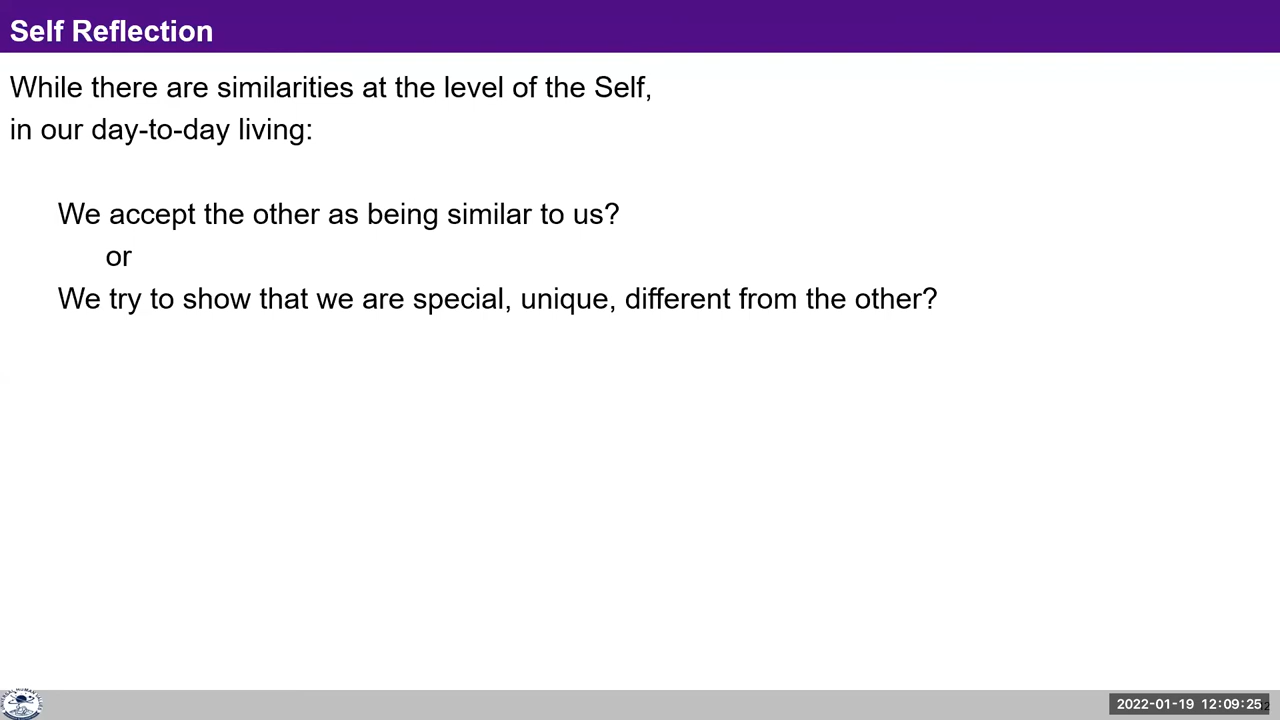 Self Reflection
While there are similarities at the level of the Self,
in our day-to-day living:
We accept the other as being similar to us?
or
We try to show that we are special, unique, different from the other?
2022-01-19 12:09:25